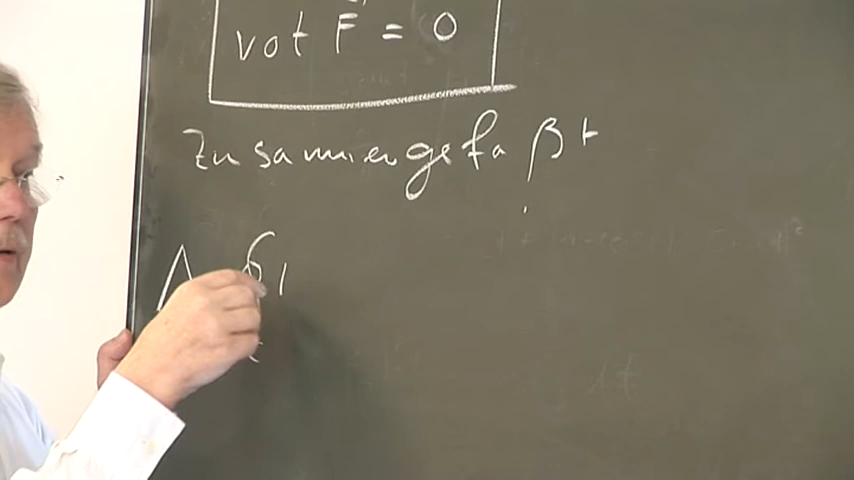 rot F = 0
Zusammengefaßt